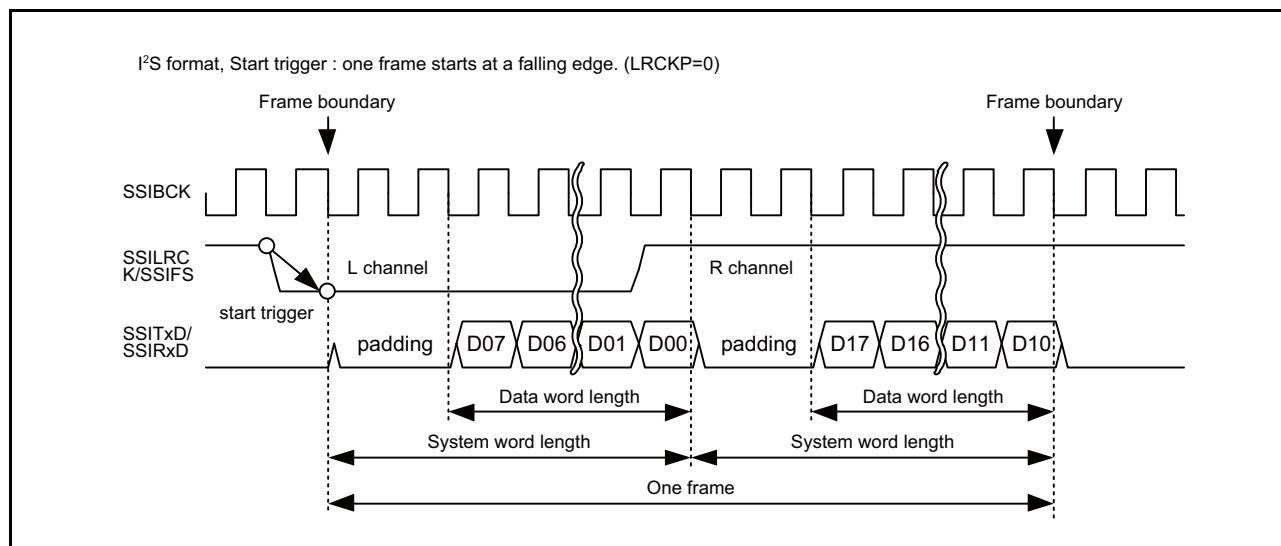 I²S format, Start trigger : one frame starts at a falling edge. (LRCKP=0)
Frame boundary
Frame boundary
SSIBCK
SSILRC
K/SSIFS
L channel
R channel
start trigger
SSITxD/
SSIRxD
padding
D07
D06
D01
D00
padding
D17
D16
D11
D10
Data word length
Data word length
System word length
System word length
One frame